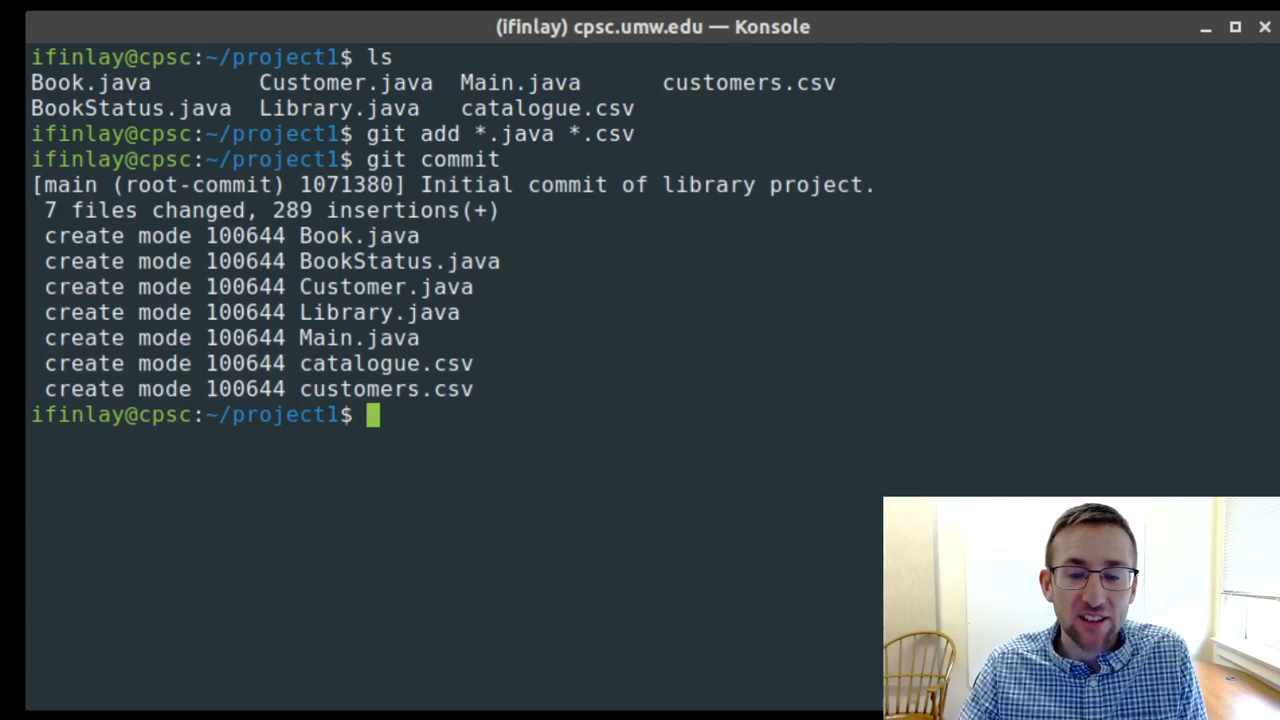 (ifinlay) cpsc.umw.edu — Konsole
ifinlay@cpsc:~/project1$ ls
Book.java        Customer.java  Main.java      customers.csv
BookStatus.java  Library.java   catalogue.csv
ifinlay@cpsc:~/project1$ git add *.java *.csv
ifinlay@cpsc:~/project1$ git commit
[main (root-commit) 1071380] Initial commit of library project.
 7 files changed, 289 insertions(+)
 create mode 100644 Book.java
 create mode 100644 BookStatus.java
 create mode 100644 Customer.java
 create mode 100644 Library.java
 create mode 100644 Main.java
 create mode 100644 catalogue.csv
 create mode 100644 customers.csv
ifinlay@cpsc:~/project1$